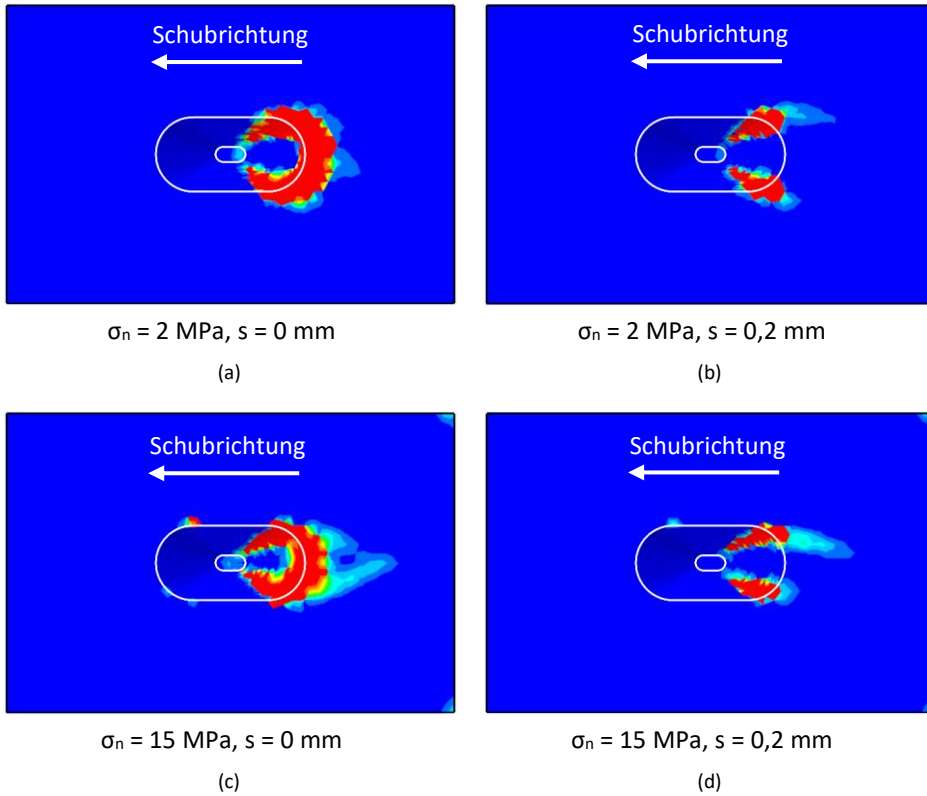 Schubrichtung
Schubrichtung
σn = 2 MPa, s = 0 mm
σn = 2 MPa, s = 0,2 mm
(a)
(b)
Schubrichtung
Schubrichtung
σn = 15 MPa, s = 0 mm
σn = 15 MPa, s = 0,2 mm
(c)
(d)